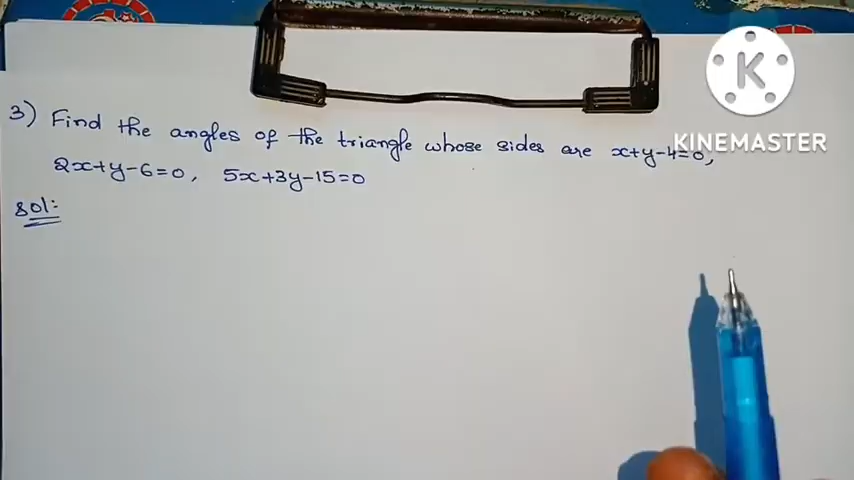 K
KINEMASTER
3) Find the angles of the triangle whose sides are x+y-4=0,
2x+y-6=0, 5x+3y-15=0
Sol: